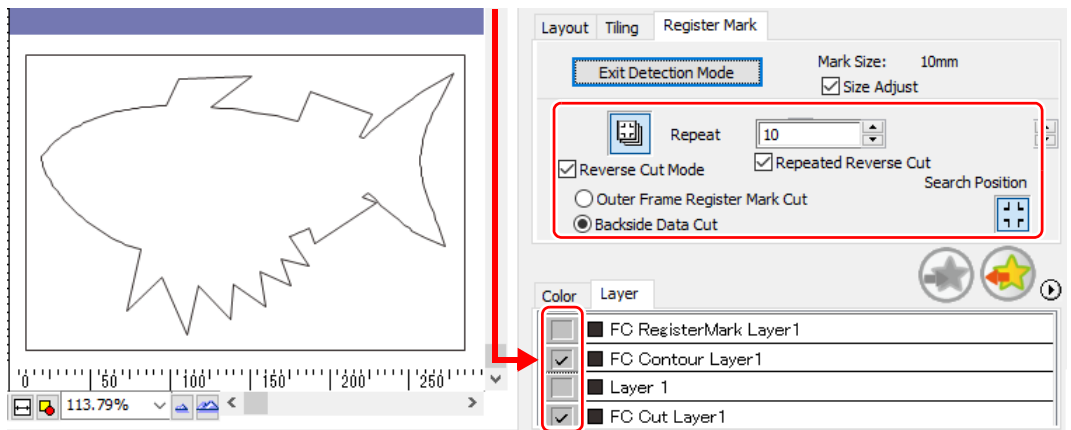 Layout Tiling Register Mark
Exit Detection Mode
Mark Size: 10mm
Size Adjust
Repeat 10
Reverse Cut Mode
Repeated Reverse Cut
Outer Frame Register Mark Cut
Search Position
Backside Data Cut
Color Layer
FC RegisterMark Layer1
FC Contour Layer1
Layer 1
FC Cut Layer1
0 50 100 150 200 250
113.79%